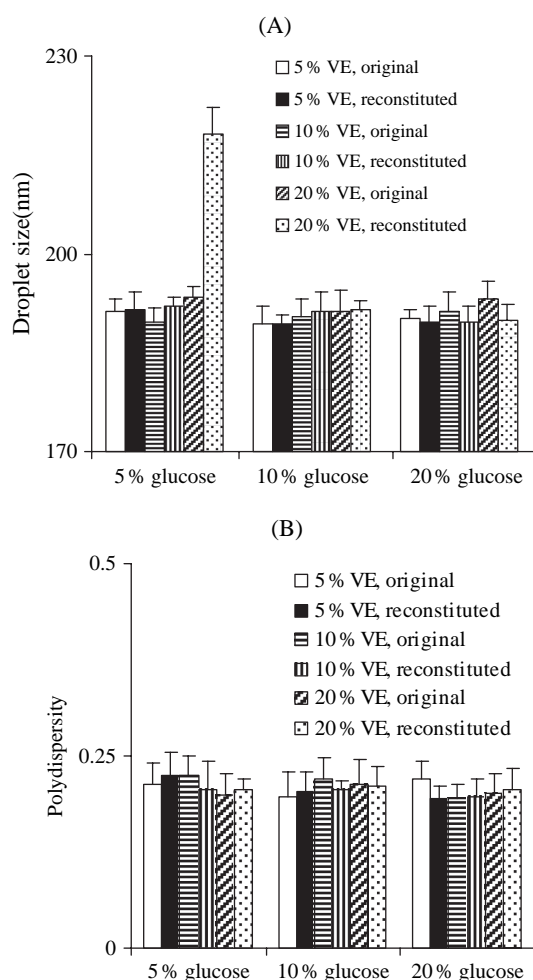 (A)
230
5% VE, original
5% VE, reconstituted
10% VE, original
10% VE, reconstituted
20% VE, original
20% VE, reconstituted
Droplet size(nm)
200
170
5% glucose
10% glucose
20% glucose
(B)
0.5
5% VE, original
5% VE, reconstituted
10% VE, original
10% VE, reconstituted
20% VE, original
20% VE, reconstituted
Polydispersity
0.25
0
5% glucose
10% glucose
20% glucose